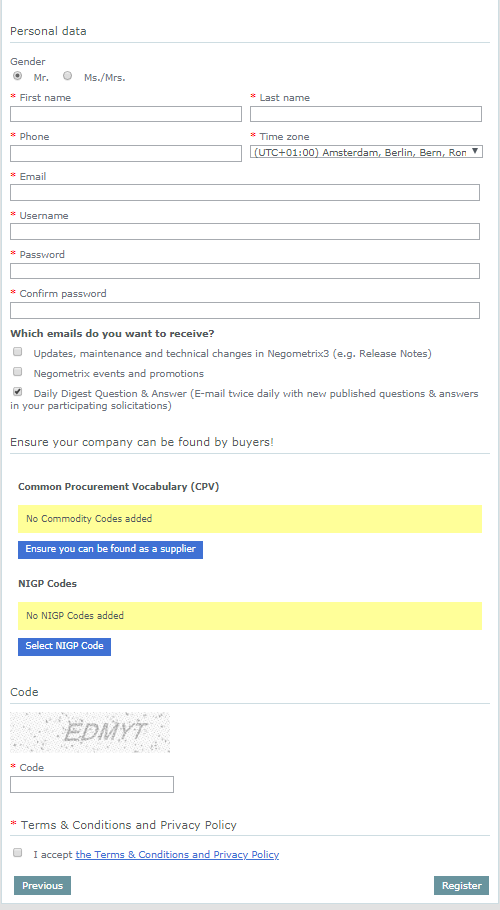 Personal data
Gender
Mr. Ms./Mrs.
* First name * Last name
* Phone * Time zone
(UTC+01:00) Amsterdam, Berlin, Bern, Ron
* Email
* Username
* Password
* Confirm password
Which emails do you want to receive?
Updates, maintenance and technical changes in Negometrix3 (e.g. Release Notes)
Negometrix events and promotions
Daily Digest Question & Answer (E-mail twice daily with new published questions & answers
in your participating solicitations)
Ensure your company can be found by buyers!
Common Procurement Vocabulary (CPV)
No Commodity Codes added
Ensure you can be found as a supplier
NIGP Codes
No NIGP Codes added
Select NIGP Code
Code
EDMYT
* Code
* Terms & Conditions and Privacy Policy
I accept the Terms & Conditions and Privacy Policy
Previous Register